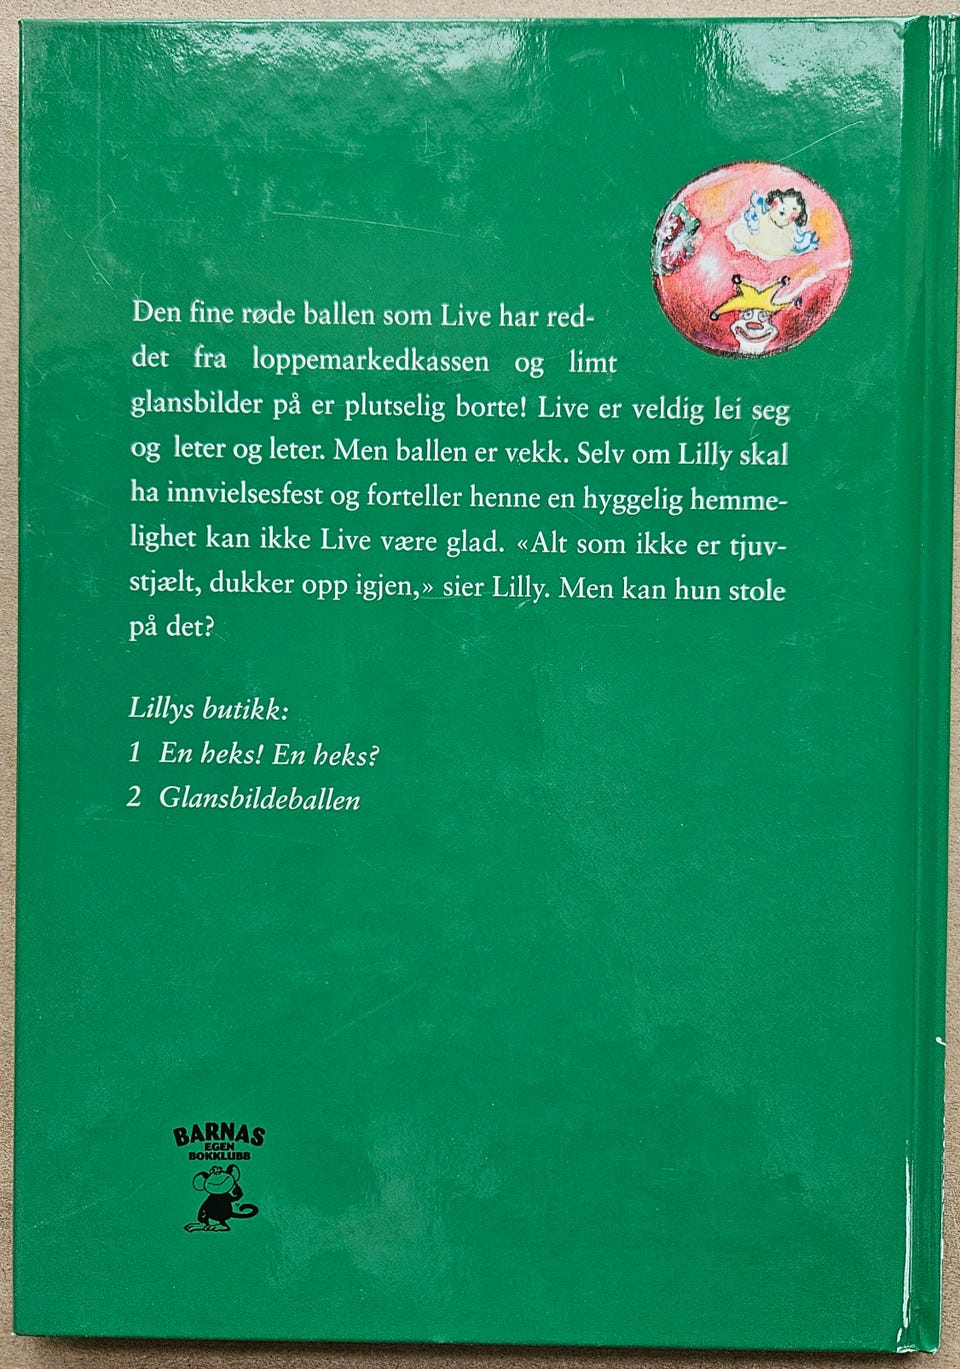 Den fine røde ballen som Live har red-
det fra loppemarkedkassen og limt
glansbilder på er plutselig borte! Live er veldig lei seg
og leter og leter. Men ballen er vekk. Selv om Lilly skal
ha innvielsesfest og forteller henne en hyggelig hemme-
lighet kan ikke Live være glad. «Alt som ikke er tjuv-
stjælt, dukker opp igjen,» sier Lilly. Men kan hun stole
på det?
Lillys butikk:
1 En heks! En heks?
2 Glansbildeballen
BARNAS
EGEN
BOKKLUBB